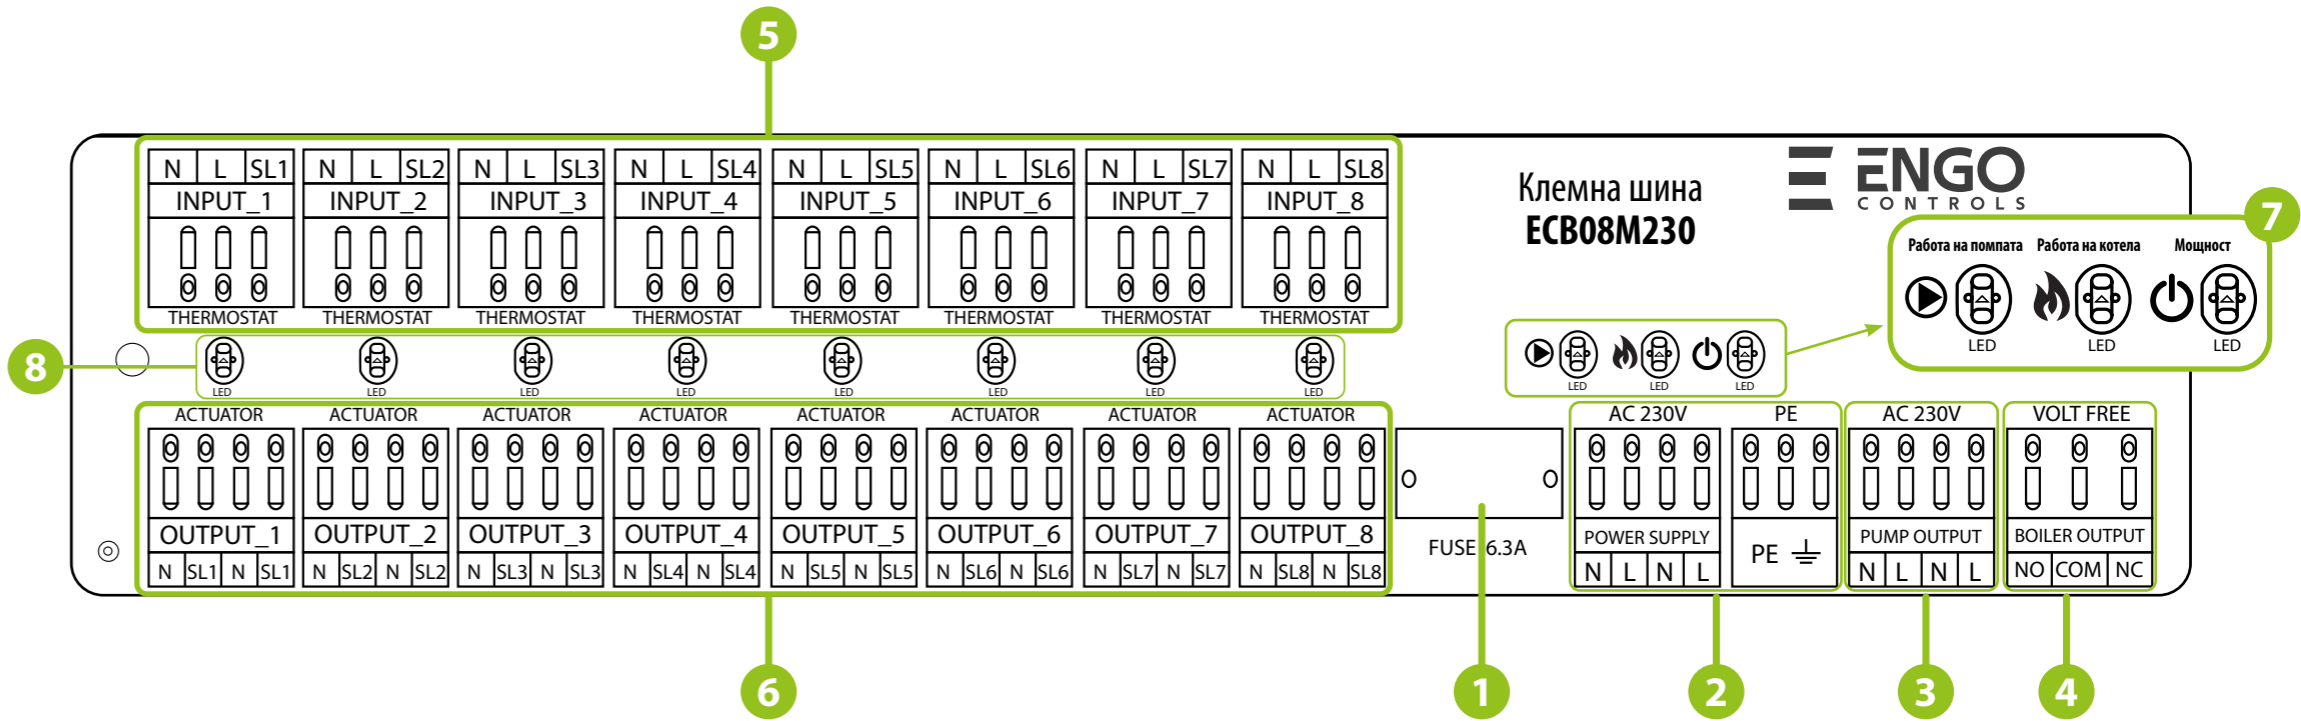 5
N L SL1 N L SL2 N L SL3 N L SL4 N L SL5 N L SL6 N L SL7 N L SL8
INPUT_1 INPUT_2 INPUT_3 INPUT_4 INPUT_5 INPUT_6 INPUT_7 INPUT_8
THERMOSTAT THERMOSTAT THERMOSTAT THERMOSTAT THERMOSTAT THERMOSTAT THERMOSTAT THERMOSTAT
Клемна шина
ECB08M230
ENGO
CONTROLS
7
Работа на помпата Работа на котела Мощност
LED LED LED
8
LED LED LED LED LED LED LED LED
LED LED LED
ACTUATOR ACTUATOR ACTUATOR ACTUATOR ACTUATOR ACTUATOR ACTUATOR ACTUATOR
AC 230V PE AC 230V VOLT FREE
OUTPUT_1 OUTPUT_2 OUTPUT_3 OUTPUT_4 OUTPUT_5 OUTPUT_6 OUTPUT_7 OUTPUT_8
N SL1 N SL1 N SL2 N SL2 N SL3 N SL3 N SL4 N SL4 N SL5 N SL5 N SL6 N SL6 N SL7 N SL7 N SL8 N SL8
FUSE 6.3A
POWER SUPPLY
N L N L
PE
PUMP OUTPUT
N L N L
BOILER OUTPUT
NO COM NC
6 1 2 3 4